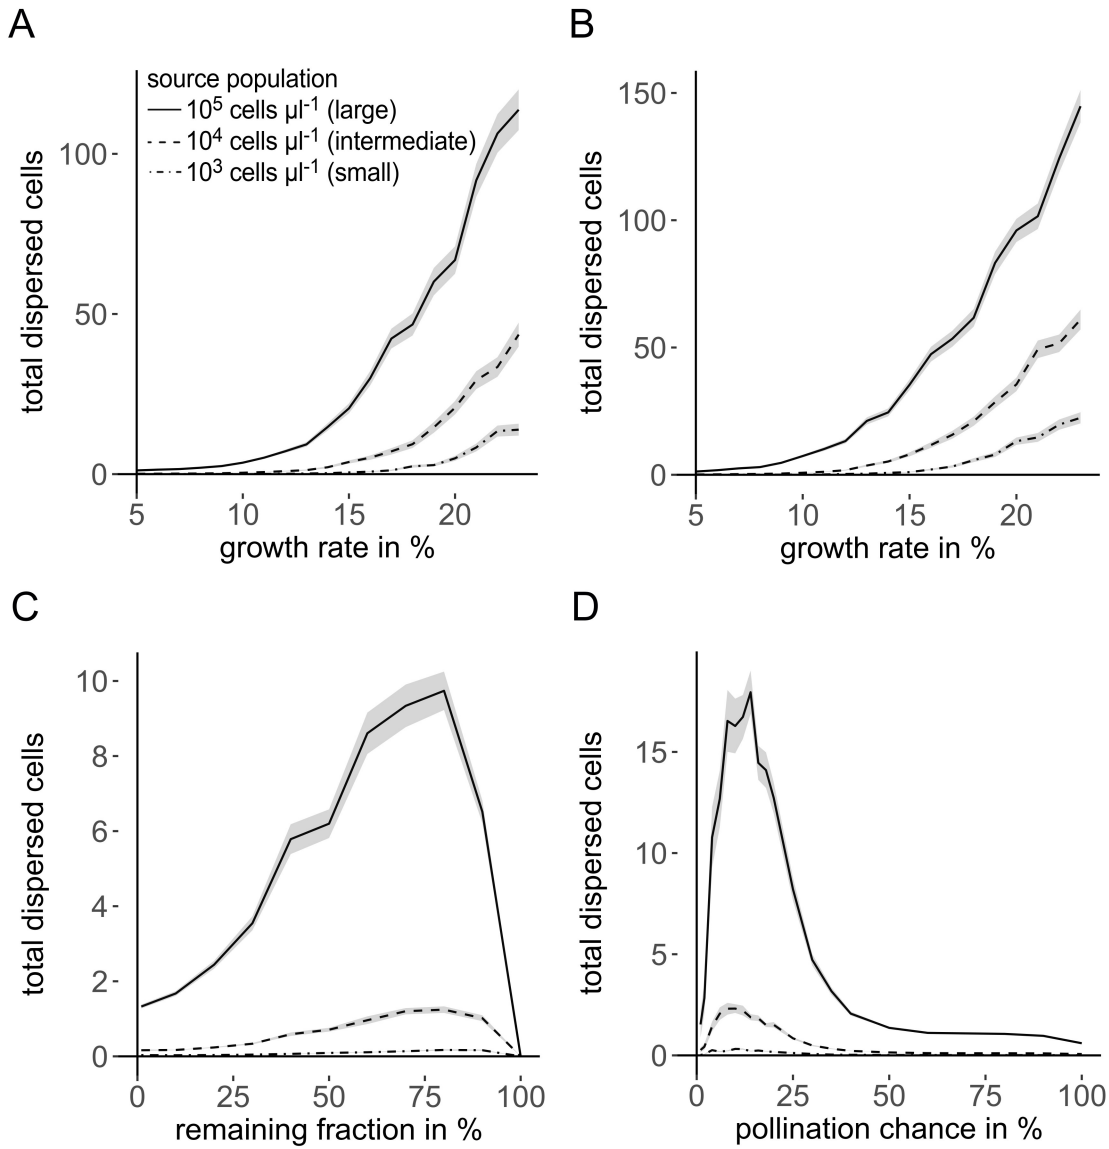 A
source population
10⁵ cells µl⁻¹ (large)
10⁴ cells µl⁻¹ (intermediate)
10³ cells µl⁻¹ (small)
total dispersed cells
100
50
0
5 10 15 20
growth rate in %
B
total dispersed cells
150
100
50
0
5 10 15 20
growth rate in %
C
total dispersed cells
10
8
6
4
2
0
0 25 50 75 100
remaining fraction in %
D
total dispersed cells
15
10
5
0
0 25 50 75 100
pollination chance in %